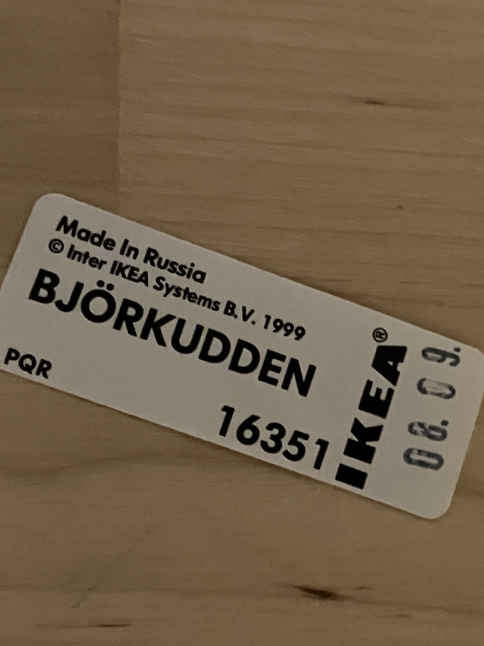 Made In Russia
© Inter IKEA Systems B.V. 1999
BJÖRKUDDEN
PQR
16351
IKEA®
08.09.